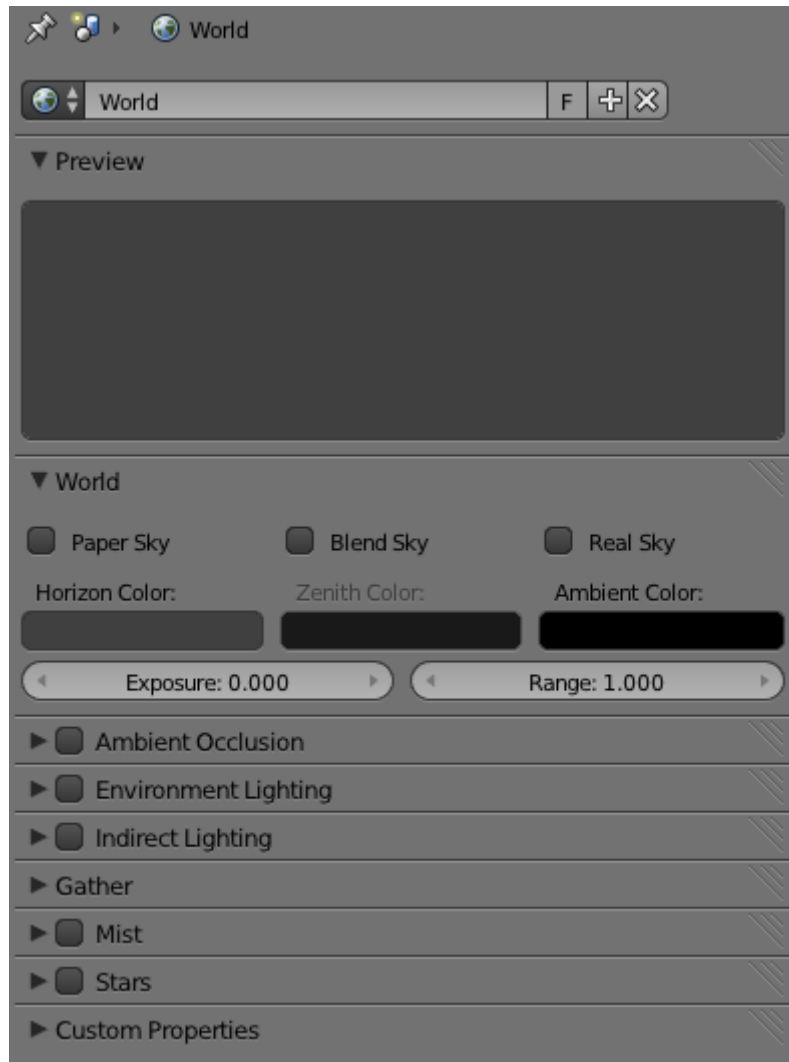 World
World F
Preview
World
Paper Sky Blend Sky Real Sky
Horizon Color: Zenith Color: Ambient Color:
Exposure: 0.000 Range: 1.000
Ambient Occlusion
Environment Lighting
Indirect Lighting
Gather
Mist
Stars
Custom Properties